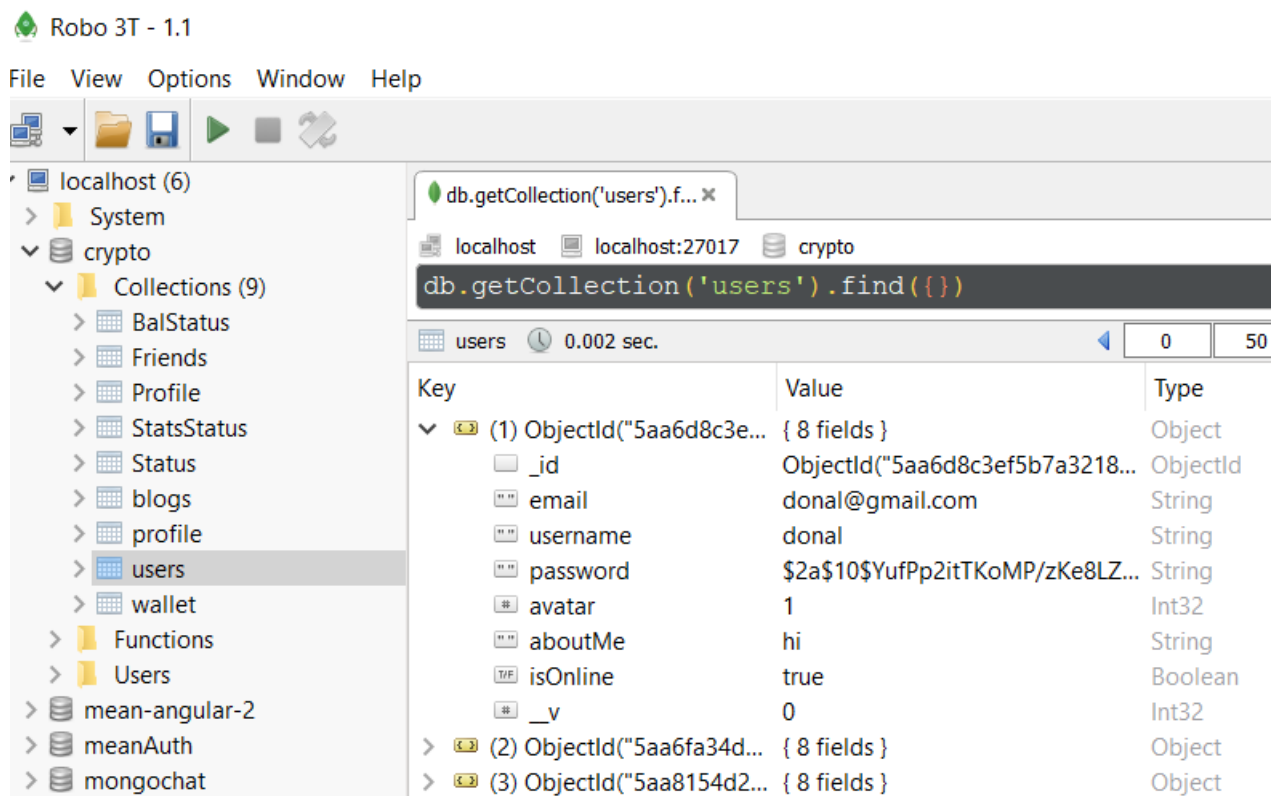 Robo 3T - 1.1
File View Options Window Help
localhost (6)
System
crypto
Collections (9)
BalStatus
Friends
Profile
StatsStatus
Status
blogs
profile
users
wallet
Functions
Users
mean-angular-2
meanAuth
mongochat
db.getCollection('users').f...
localhost localhost:27017 crypto
db.getCollection('users').find({})
users 0.002 sec. 0 50
Key Value Type
(1) ObjectId("5aa6d8c3e... { 8 fields } Object
_id ObjectId("5aa6d8c3ef5b7a3218... ObjectId
"" email donal@gmail.com String
"" username donal String
"" password $2a$10$YufPp2itTKoMP/zKe8LZ... String
# avatar 1 Int32
"" aboutMe hi String
T/F isOnline true Boolean
# __v 0 Int32
(2) ObjectId("5aa6fa34d... { 8 fields } Object
(3) ObjectId("5aa8154d2... { 8 fields } Object